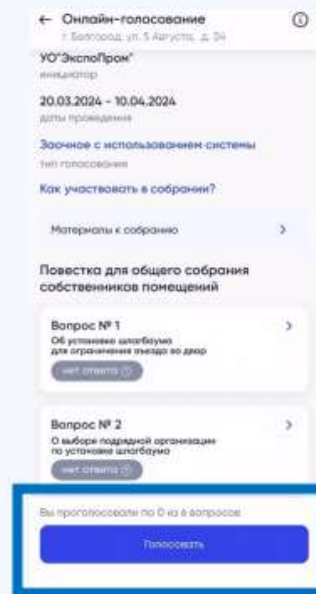 Онлайн-голосование
г. Белгород, ул. 5 Августа, д. 34
УО"ЭкспоПром"
инициатор
20.03.2024 - 10.04.2024
даты проведения
Заочное с использованием системы
тип голосования
Как участвовать в собрании?
Материалы к собранию
Повестка для общего собрания
собственников помещений
Вопрос № 1
Об установке шлагбаума
для ограничения въезда во двор
нет ответа
Вопрос № 2
О выборе подрядной организации
по установке шлагбаума
нет ответа
Вы проголосовали по 0 из 6 вопросов
Голосовать